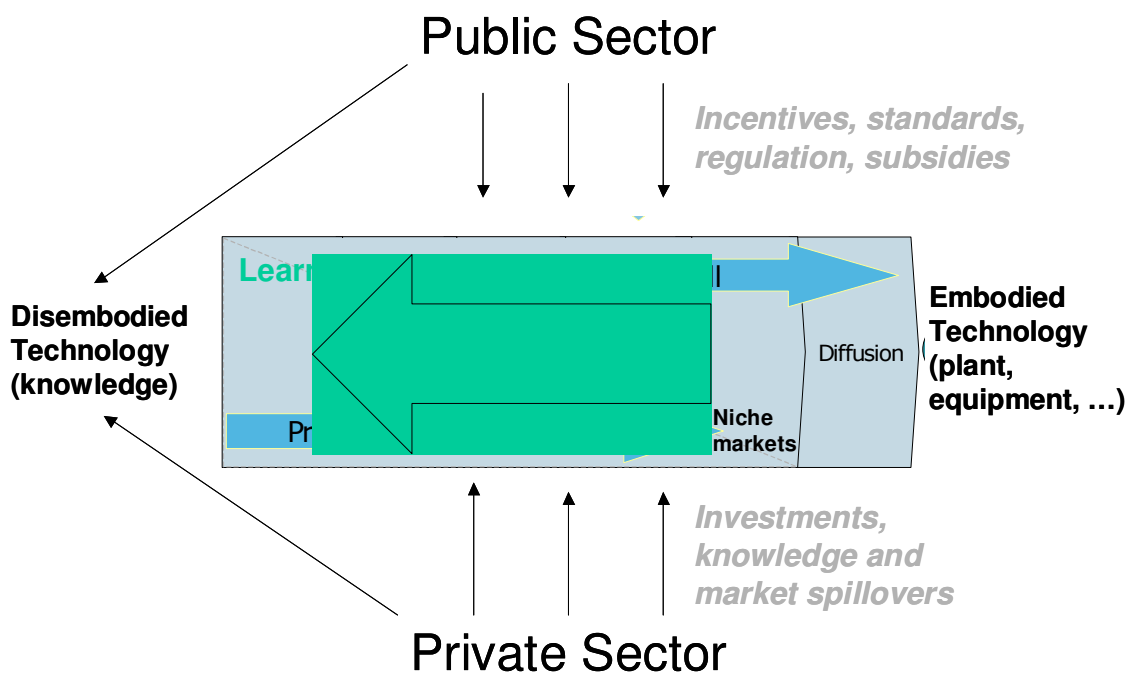 Public Sector
Incentives, standards,
regulation, subsidies
Disembodied
Technology
(knowledge)
Diffusion
Niche
markets
Embodied
Technology
(plant,
equipment, …)
Investments,
knowledge and
market spillovers
Private Sector